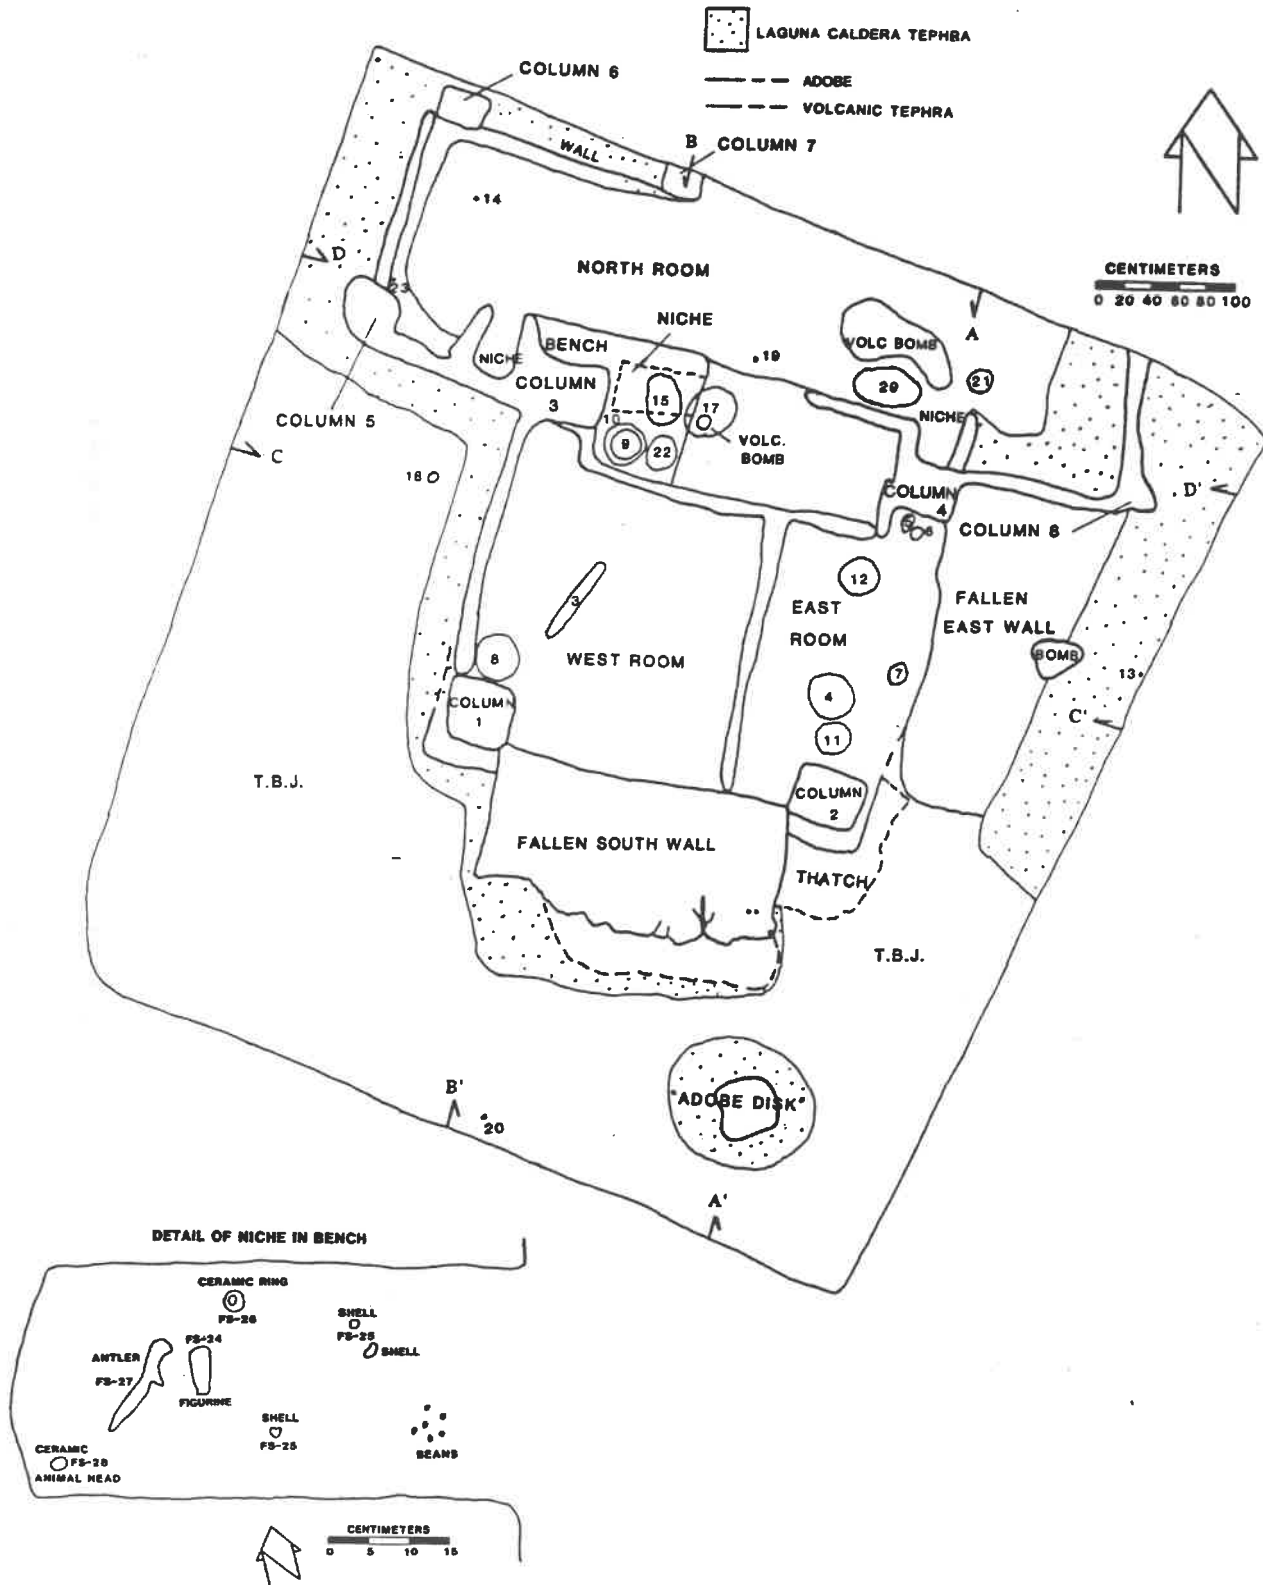 LAGUNA CALDERA TEPHRA
ADOBE
VOLCANIC TEPHRA
COLUMN 6
B
COLUMN 7
WALL
14
D
NORTH ROOM
CENTIMETERS
0 20 40 60 80 100
23
NICHE
A
VOLC BOMB
BENCH
19
NICHE
COLUMN
3
15
29
21
17
NICHE
COLUMN 5
10
9
22
VOLC.
BOMB
C
18
COLUMN
4
D'
COLUMN 8
5
6
12
3
EAST
ROOM
FALLEN
EAST WALL
WEST ROOM
8
BOMB
7
13
4
COLUMN
1
C'
11
T.B.J.
COLUMN
2
FALLEN SOUTH WALL
THATCH
T.B.J.
B'
"ADOBE DISK"
20
A'
DETAIL OF NICHE IN BENCH
CERAMIC RING
FS-26
SHELL
FS-25
FS-24
ANTLER
SHELL
FS-27
FIGURINE
SHELL
FS-25
BEANS
CERAMIC
FS-28
ANIMAL HEAD
CENTIMETERS
0 5 10 15